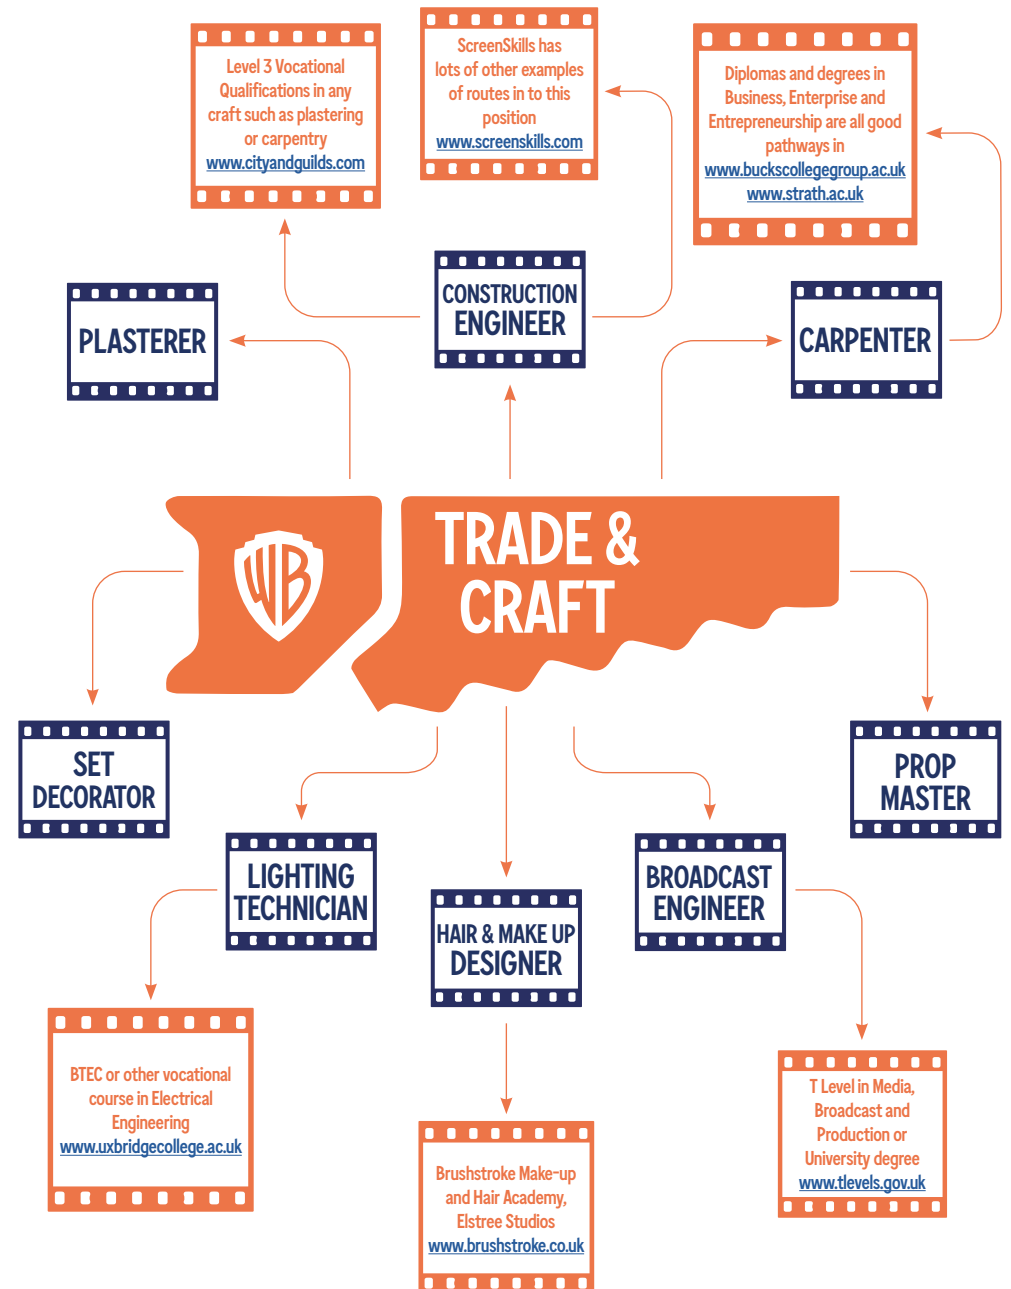 Level 3 Vocational
Qualifications in any
craft such as plastering
or carpentry
www.cityandguilds.com
ScreenSkills has
lots of other examples
of routes in to this
position
www.screenskills.com
Diplomas and degrees in
Business, Enterprise and
Entrepreneurship are all good
pathways in
www.buckscollegegroup.ac.uk
www.strath.ac.uk
PLASTERER
CONSTRUCTION
ENGINEER
CARPENTER
WB
TRADE &
CRAFT
SET
DECORATOR
PROP
MASTER
LIGHTING
TECHNICIAN
HAIR & MAKE UP
DESIGNER
BROADCAST
ENGINEER
BTEC or other vocational
course in Electrical
Engineering
www.uxbridgecollege.ac.uk
Brushstroke Make-up
and Hair Academy,
Elstree Studios
www.brushstroke.co.uk
T Level in Media,
Broadcast and
Production or
University degree
www.tlevels.gov.uk